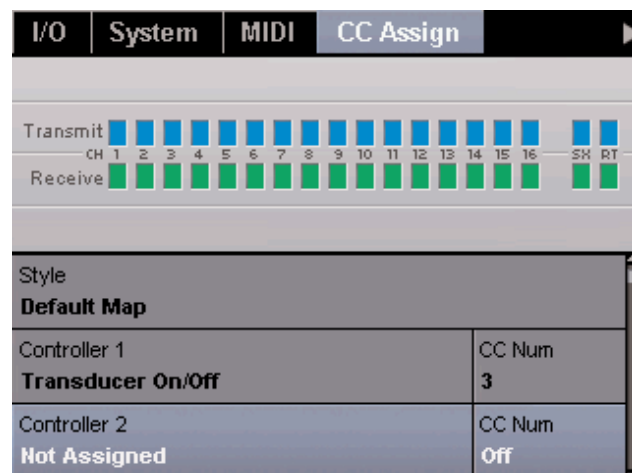 I/O System MIDI CC Assign
Transmit
CH 1 2 3 4 5 6 7 8 9 10 11 12 13 14 15 16 SX RT
Receive
Style
Default Map
Controller 1 CC Num
Transducer On/Off 3
Controller 2 CC Num
Not Assigned Off